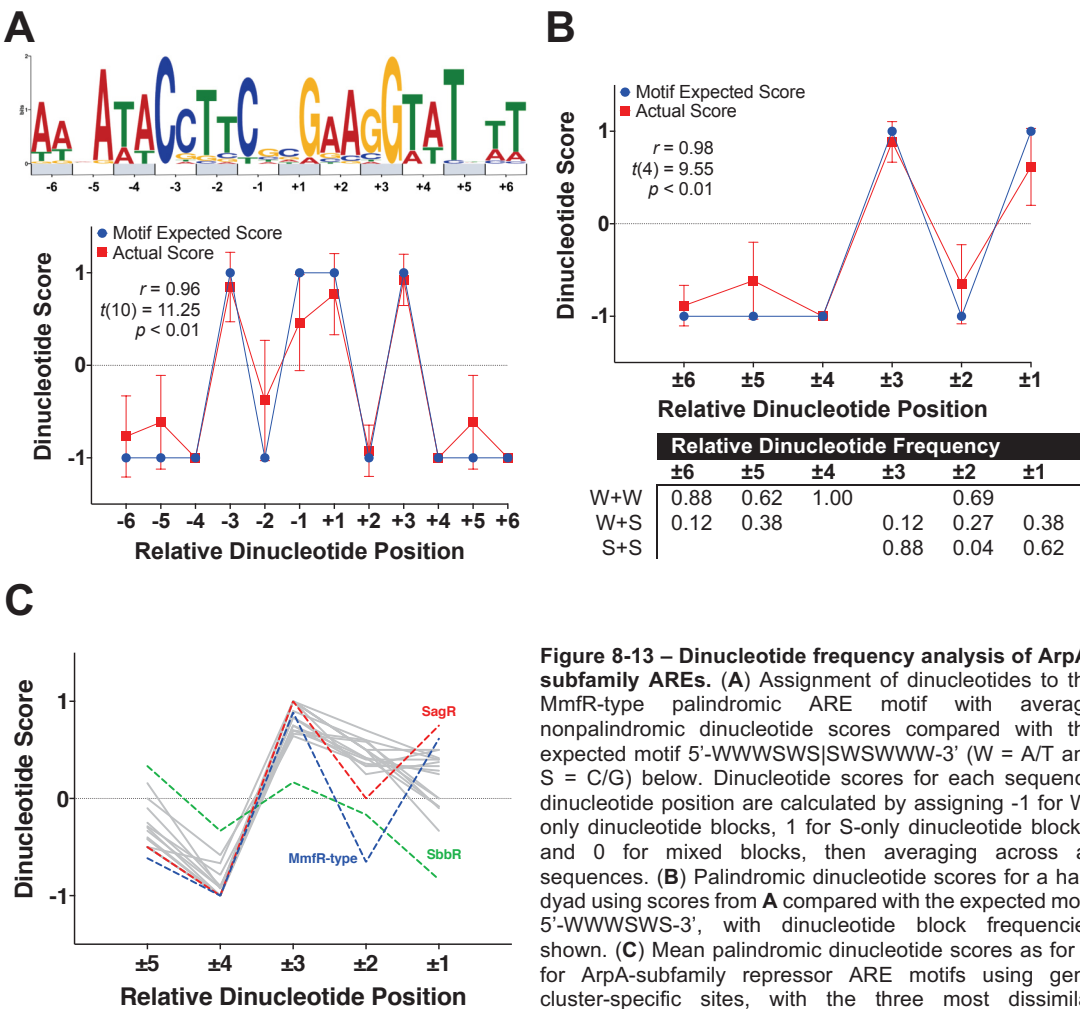 A
AA ATACCTTC GAAGGTAT TT
-6 -5 -4 -3 -2 -1 +1 +2 +3 +4 +5 +6
Motif Expected Score
Actual Score
r = 0.96
t(10) = 11.25
p < 0.01
Dinucleotide Score
1
0
-1
-6 -5 -4 -3 -2 -1 +1 +2 +3 +4 +5 +6
Relative Dinucleotide Position
B
Motif Expected Score
Actual Score
r = 0.98
t(4) = 9.55
p < 0.01
Dinucleotide Score
1
0
-1
±6 ±5 ±4 ±3 ±2 ±1
Relative Dinucleotide Position
Relative Dinucleotide Frequency
±6 ±5 ±4 ±3 ±2 ±1
W+W 0.88 0.62 1.00 0.69
W+S 0.12 0.38 0.12 0.27 0.38
S+S 0.88 0.04 0.62
C
Dinucleotide Score
1
0
-1
SagR
MmfR-type
SbbR
±5 ±4 ±3 ±2 ±1
Relative Dinucleotide Position
Figure 8-13 – Dinucleotide frequency analysis of ArpA
subfamily AREs. (A) Assignment of dinucleotides to th
MmfR-type palindromic ARE motif with averag
nonpalindromic dinucleotide scores compared with th
expected motif 5'-WWWSWS|SWSWWW-3' (W = A/T an
S = C/G) below. Dinucleotide scores for each sequenc
dinucleotide position are calculated by assigning -1 for W
only dinucleotide blocks, 1 for S-only dinucleotide block
and 0 for mixed blocks, then averaging across a
sequences. (B) Palindromic dinucleotide scores for a ha
dyad using scores from A compared with the expected mo
5'-WWWSWS-3', with dinucleotide block frequencie
shown. (C) Mean palindromic dinucleotide scores as for
for ArpA-subfamily repressor ARE motifs using gen
cluster-specific sites, with the three most dissimila